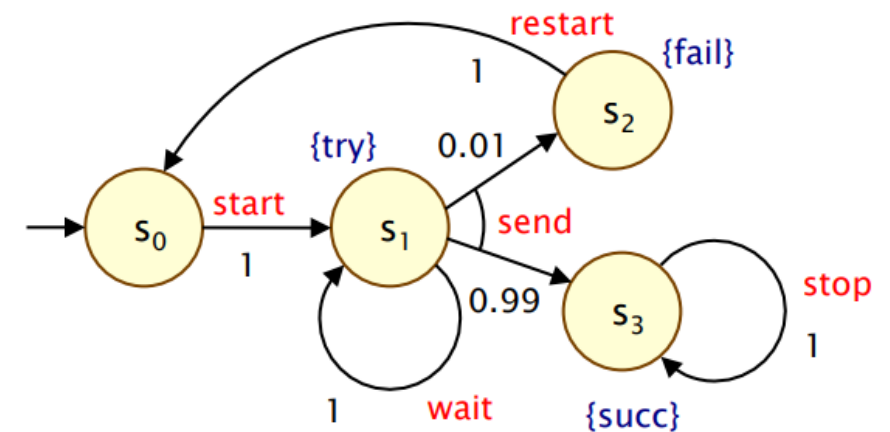 restart
1
{fail}
s₂
{try}
0.01
start
send
s₀
s₁
1
0.99
s₃
stop
1
1
wait
{succ}